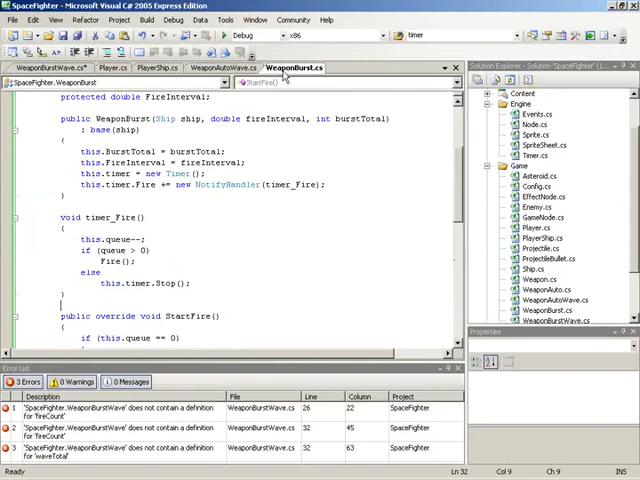 SpaceFighter - Microsoft Visual C# 2005 Express Edition
File Edit View Refactor Project Build Debug Data Tools Window Community Help
Debug x86 timer
WeaponBurstWave.cs* Player.cs PlayerShip.cs WeaponAutoWave.cs WeaponBurst.cs
SpaceFighter.WeaponBurst StartFire()
protected double FireInterval;
public WeaponBurst(Ship ship, double fireInterval, int burstTotal)
: base(ship)
{
this.BurstTotal = burstTotal;
this.FireInterval = fireInterval;
this.timer = new Timer();
this.timer.Fire += new NotifyHandler(timer_Fire);
}
void timer_Fire()
{
this.queue--;
if (queue > 0)
Fire();
else
this.timer.Stop();
}
public override void StartFire()
{
if (this.queue == 0)
Solution Explorer - Solution 'SpaceFighter'
Content
Engine
Events.cs
Node.cs
Sprite.cs
SpriteSheet.cs
Timer.cs
Game
Asteroid.cs
Config.cs
EffectNode.cs
Enemy.cs
GameNode.cs
Player.cs
PlayerShip.cs
Projectile.cs
ProjectileBullet.cs
Ship.cs
Weapon.cs
WeaponAuto.cs
WeaponAutoWave.cs
WeaponBurst.cs
WeaponBurstWave.cs
Properties
Error List
3 Errors 0 Warnings 0 Messages
Description File Line Column Project
1 'SpaceFighter.WeaponBurstWave' does not contain a definition for 'fireCount' WeaponBurstWave.cs 26 22 SpaceFighter
2 'SpaceFighter.WeaponBurstWave' does not contain a definition for 'fireCount' WeaponBurstWave.cs 32 45 SpaceFighter
3 'SpaceFighter.WeaponBurstWave' does not contain a definition for 'waveTotal' WeaponBurstWave.cs 32 63 SpaceFighter
Ready Ln 32 Col 9 Ch 9